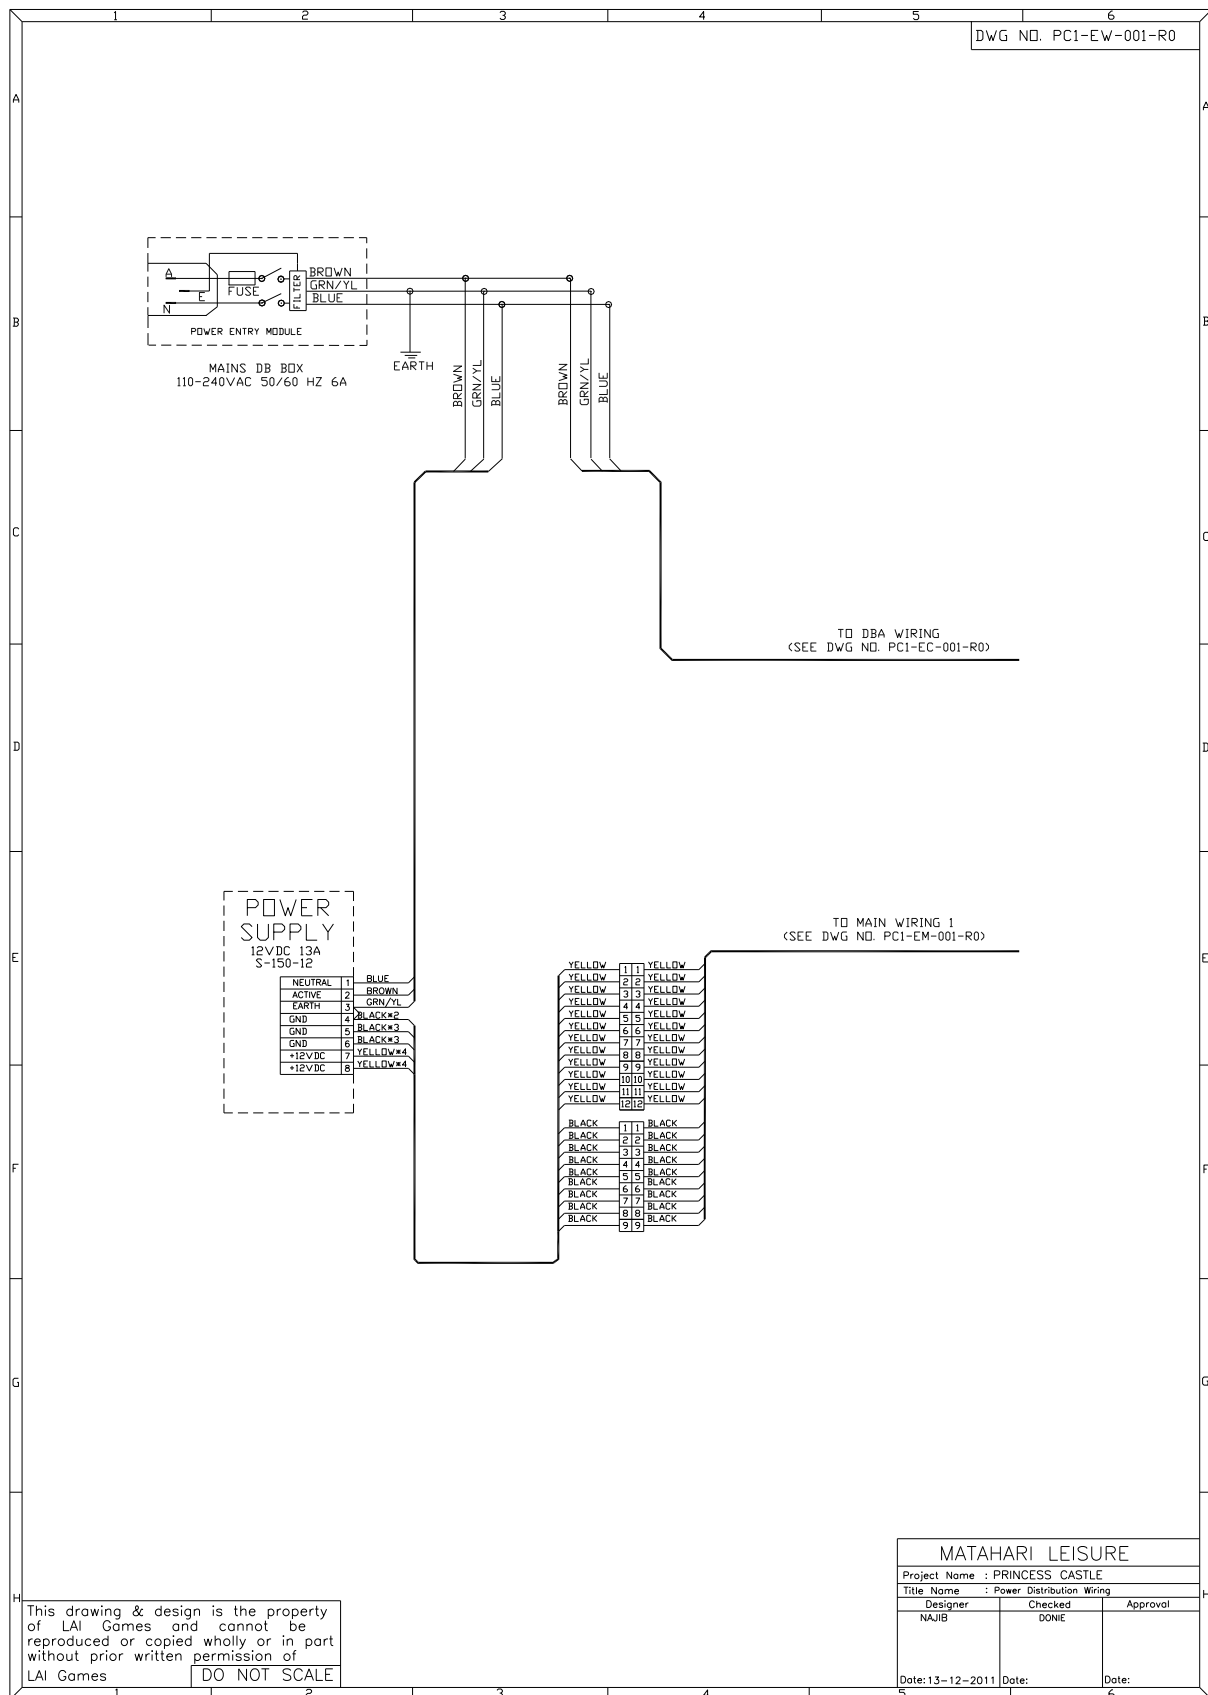 1 2 3 4 5 6
DWG NO. PC1-EW-001-R0
A A
A
E
N
FUSE
FILTER
BROWN
GRN/YL
BLUE
POWER ENTRY MODULE
B B
MAINS DB BOX
110-240VAC 50/60 HZ 6A
EARTH
BROWN
GRN/YL
BLUE
BROWN
GRN/YL
BLUE
C C
TO DBA WIRING
(SEE DWG NO. PC1-EC-001-R0)
D D
POWER
SUPPLY
12VDC 13A
S-150-12
NEUTRAL 1 BLUE
ACTIVE 2 BROWN
EARTH 3 GRN/YL
GND 4 BLACK*2
GND 5 BLACK*3
GND 6 BLACK*3
+12VDC 7 YELLOW*4
+12VDC 8 YELLOW*4
TO MAIN WIRING 1
(SEE DWG NO. PC1-EM-001-R0)
E E
YELLOW 1 1 YELLOW
YELLOW 2 2 YELLOW
YELLOW 3 3 YELLOW
YELLOW 4 4 YELLOW
YELLOW 5 5 YELLOW
YELLOW 6 6 YELLOW
YELLOW 7 7 YELLOW
YELLOW 8 8 YELLOW
YELLOW 9 9 YELLOW
YELLOW 10 10 YELLOW
YELLOW 11 11 YELLOW
YELLOW 12 12 YELLOW
BLACK 1 1 BLACK
BLACK 2 2 BLACK
BLACK 3 3 BLACK
BLACK 4 4 BLACK
BLACK 5 5 BLACK
BLACK 6 6 BLACK
BLACK 7 7 BLACK
BLACK 8 8 BLACK
BLACK 9 9 BLACK
F F
G G
H H
This drawing & design is the property
of LAI Games and cannot be
reproduced or copied wholly or in part
without prior written permission of
LAI Games
DO NOT SCALE
MATAHARI LEISURE
Project Name : PRINCESS CASTLE
Title Name : Power Distribution Wiring
Designer Checked Approval
NAJIB DONIE
Date:13-12-2011 Date: Date:
1 2 3 4 5 6